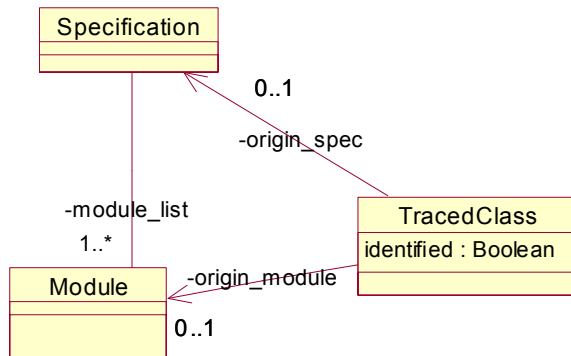 Specification
0..1
-origin_spec
-module_list
1..*
TracedClass
identified : Boolean
-origin_module
Module
0..1